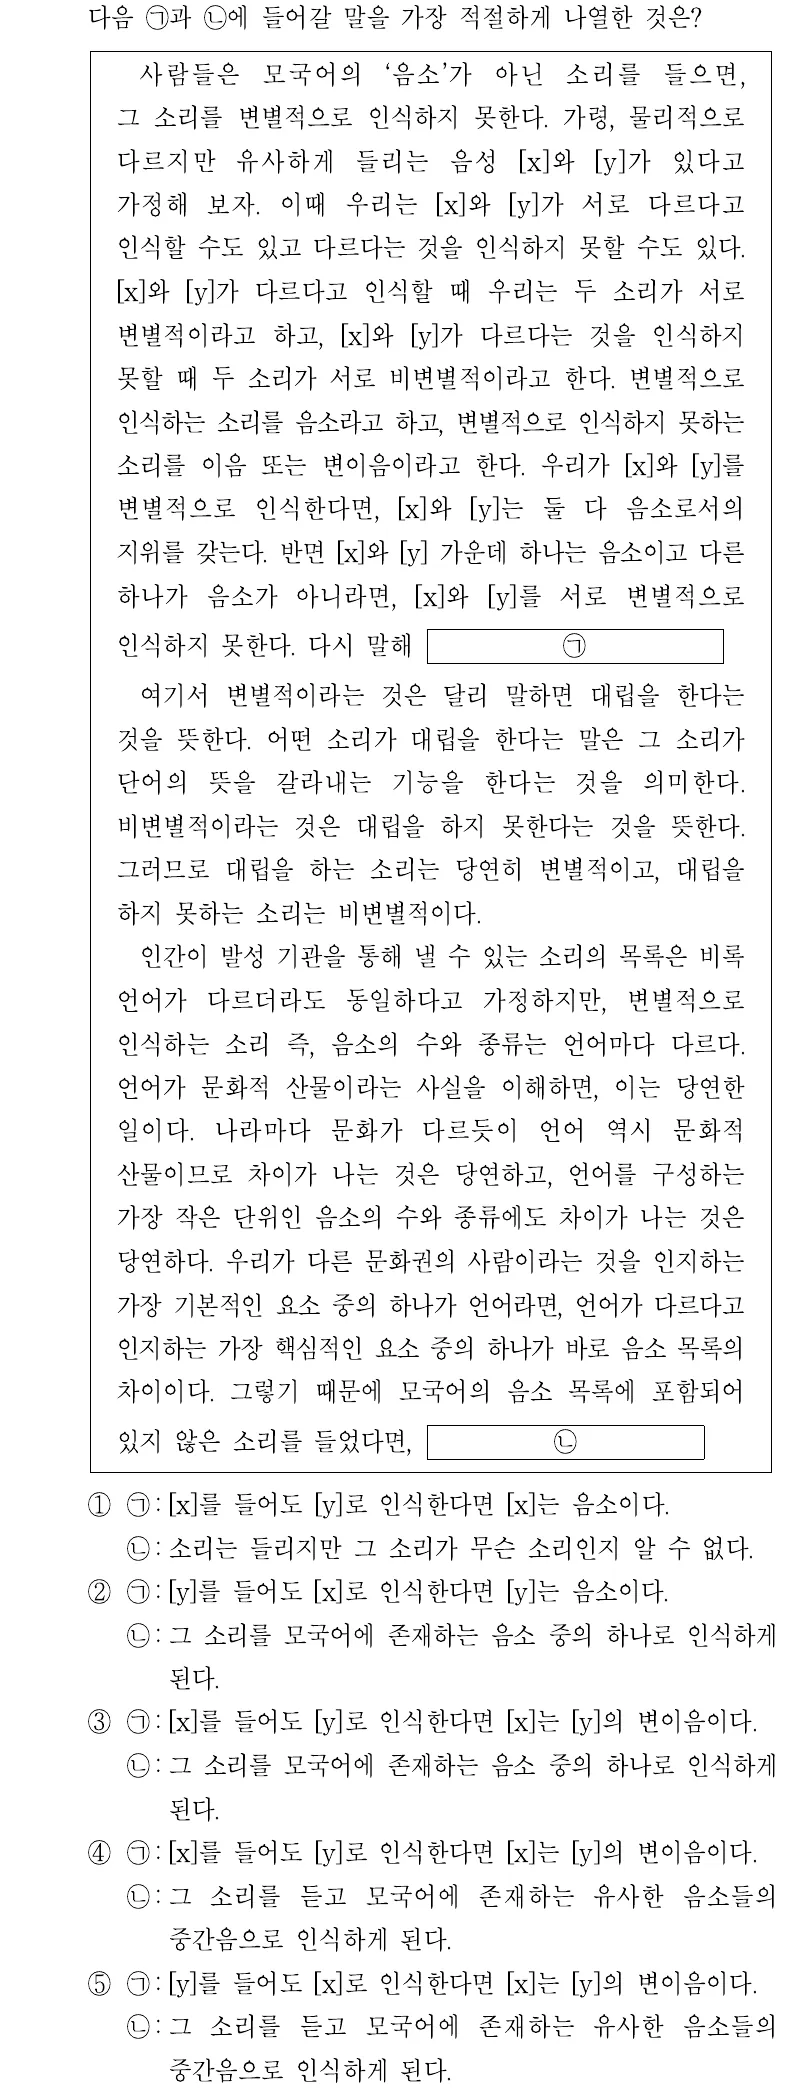 다음 ㉠과 ㉡에 들어갈 말을 가장 적절하게 나열한 것은?
사람들은 모국어의 ‘음소’가 아닌 소리를 들으면,
그 소리를 변별적으로 인식하지 못한다. 가령, 물리적으로
다르지만 유사하게 들리는 음성 [x]와 [y]가 있다고
가정해 보자. 이때 우리는 [x]와 [y]가 서로 다르다고
인식할 수도 있고 다르다는 것을 인식하지 못할 수도 있다.
[x]와 [y]가 다르다고 인식할 때 우리는 두 소리가 서로
변별적이라고 하고, [x]와 [y]가 다르다는 것을 인식하지
못할 때 두 소리가 서로 비변별적이라고 한다. 변별적으로
인식하는 소리를 음소라고 하고, 변별적으로 인식하지 못하는
소리를 이음 또는 변이음이라고 한다. 우리가 [x]와 [y]를
변별적으로 인식한다면, [x]와 [y]는 둘 다 음소로서의
지위를 갖는다. 반면 [x]와 [y] 가운데 하나는 음소이고 다른
하나가 음소가 아니라면, [x]와 [y]를 서로 변별적으로
인식하지 못한다. 다시 말해 ㉠
여기서 변별적이라는 것은 달리 말하면 대립을 한다는
것을 뜻한다. 어떤 소리가 대립을 한다는 말은 그 소리가
단어의 뜻을 갈라내는 기능을 한다는 것을 의미한다.
비변별적이라는 것은 대립을 하지 못한다는 것을 뜻한다.
그러므로 대립을 하는 소리는 당연히 변별적이고, 대립을
하지 못하는 소리는 비변별적이다.
인간이 발성 기관을 통해 낼 수 있는 소리의 목록은 비록
언어가 다르더라도 동일하다고 가정하지만, 변별적으로
인식하는 소리 즉, 음소의 수와 종류는 언어마다 다르다.
언어가 문화적 산물이라는 사실을 이해하면, 이는 당연한
일이다. 나라마다 문화가 다르듯이 언어 역시 문화적
산물이므로 차이가 나는 것은 당연하고, 언어를 구성하는
가장 작은 단위인 음소의 수와 종류에도 차이가 나는 것은
당연하다. 우리가 다른 문화권의 사람이라는 것을 인지하는
가장 기본적인 요소 중의 하나가 언어라면, 언어가 다르다고
인지하는 가장 핵심적인 요소 중의 하나가 바로 음소 목록의
차이이다. 그렇기 때문에 모국어의 음소 목록에 포함되어
있지 않은 소리를 들었다면, ㉡
① ㉠: [x]를 들어도 [y]로 인식한다면 [x]는 음소이다.
㉡: 소리는 들리지만 그 소리가 무슨 소리인지 알 수 없다.
② ㉠: [y]를 들어도 [x]로 인식한다면 [y]는 음소이다.
㉡: 그 소리를 모국어에 존재하는 음소 중의 하나로 인식하게
된다.
③ ㉠: [x]를 들어도 [y]로 인식한다면 [x]는 [y]의 변이음이다.
㉡: 그 소리를 모국어에 존재하는 음소 중의 하나로 인식하게
된다.
④ ㉠: [x]를 들어도 [y]로 인식한다면 [x]는 [y]의 변이음이다.
㉡: 그 소리를 듣고 모국어에 존재하는 유사한 음소들의
중간음으로 인식하게 된다.
⑤ ㉠: [y]를 들어도 [x]로 인식한다면 [x]는 [y]의 변이음이다.
㉡: 그 소리를 듣고 모국어에 존재하는 유사한 음소들의
중간음으로 인식하게 된다.